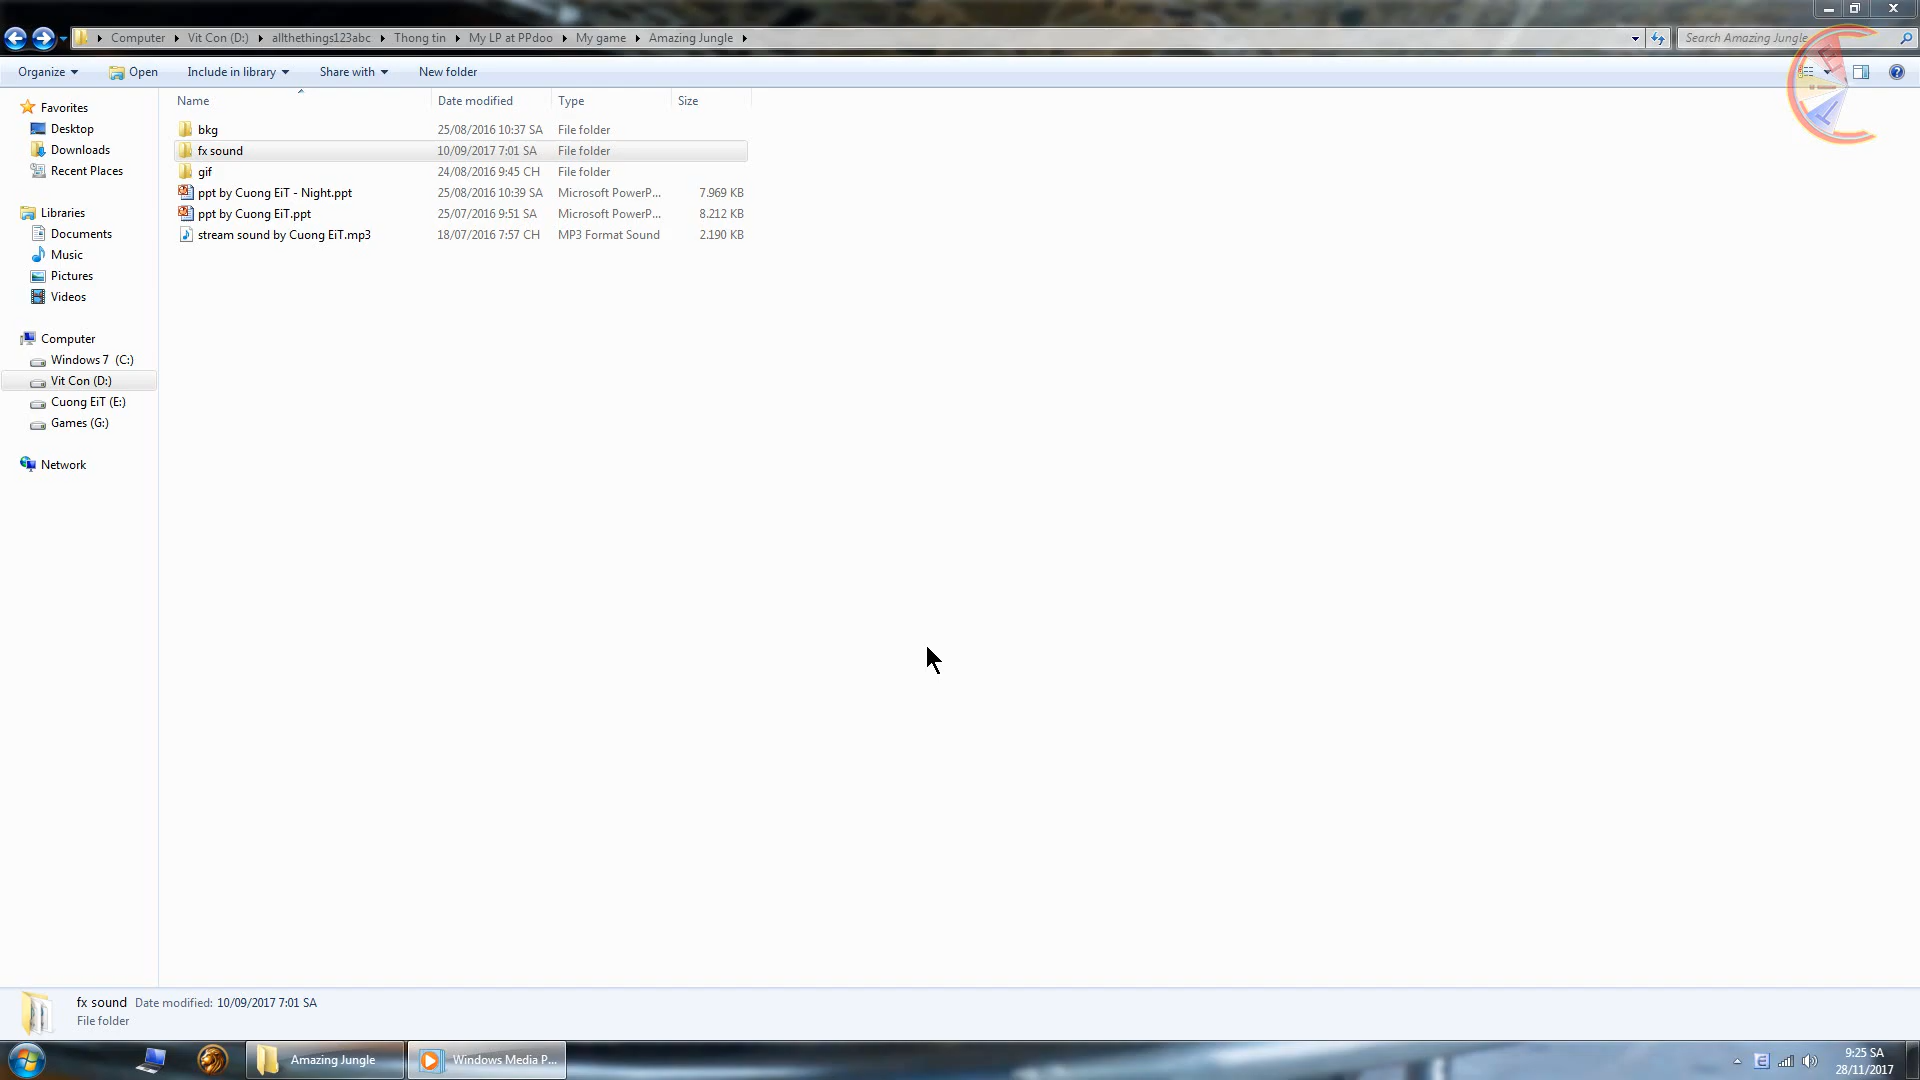 Computer Vit Con (D:) allthethings123abc Thong tin My LP at PPdoo My game Amazing Jungle Search Amazing Jungle
Organize Open Include in library Share with New folder
Name Date modified Type Size
Favorites
Desktop
Downloads
Recent Places
Libraries
Documents
Music
Pictures
Videos
Computer
Windows 7 (C:)
Vit Con (D:)
Cuong EiT (E:)
Games (G:)
Network
bkg 25/08/2016 10:37 SA File folder
fx sound 10/09/2017 7:01 SA File folder
gif 24/08/2016 9:45 CH File folder
ppt by Cuong EiT - Night.ppt 25/08/2016 10:39 SA Microsoft PowerP... 7.969 KB
ppt by Cuong EiT.ppt 25/07/2016 9:51 SA Microsoft PowerP... 8.212 KB
stream sound by Cuong EiT.mp3 18/07/2016 7:57 CH MP3 Format Sound 2.190 KB
fx sound Date modified: 10/09/2017 7:01 SA
File folder
Amazing Jungle Windows Media P... 9:25 SA
28/11/2017